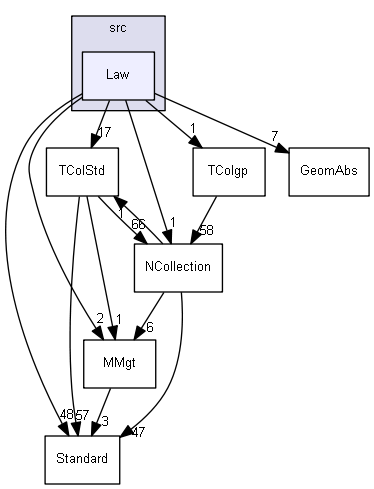 src
Law
17
1
7
TColStd
TColgp
GeomAbs
1
66
1
58
NCollection
2
1
6
MMgt
48
57
3
47
Standard